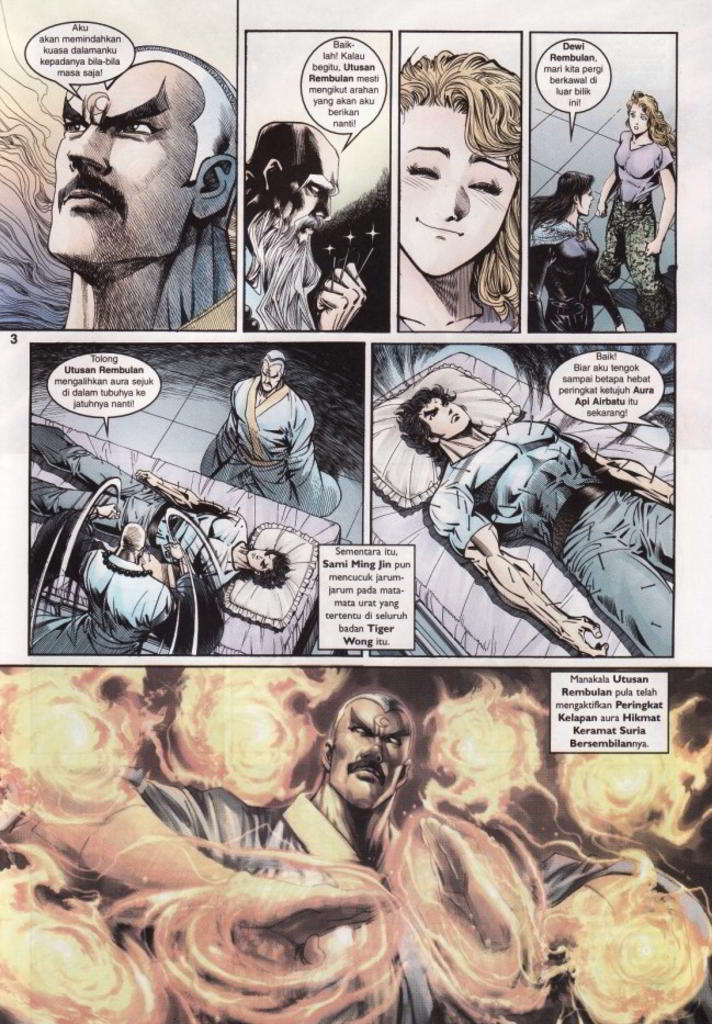 Aku
akan memindahkan
kuasa dalamanku
kepadanya bila-bila
masa saja!
Baik-
lah! Kalau
begitu, Utusan
Rembulan mesti
mengikut arahan
yang akan aku
berikan
nanti!
Dewi
Rembulan,
mari kita pergi
berkawal di
luar bilik
ini!
3
Tolong
Utusan Rembulan
mengalihkan aura sejuk
di dalam tubuhya ke
jatuhnya nanti!
Baik!
Biar aku tengok
sampai betapa hebat
peringkat ketujuh Aura
Api Airbatu itu
sekarang!
Sementara itu,
Sami Ming Jin pun
mencucuk jarum-
jarum pada mata-
mata urat yang
tertentu di seluruh
badan Tiger
Wong itu.
Manakala Utusan
Rembulan pula telah
mengaktifkan Peringkat
Kelapan aura Hikmat
Keramat Suria
Bersembilannya.